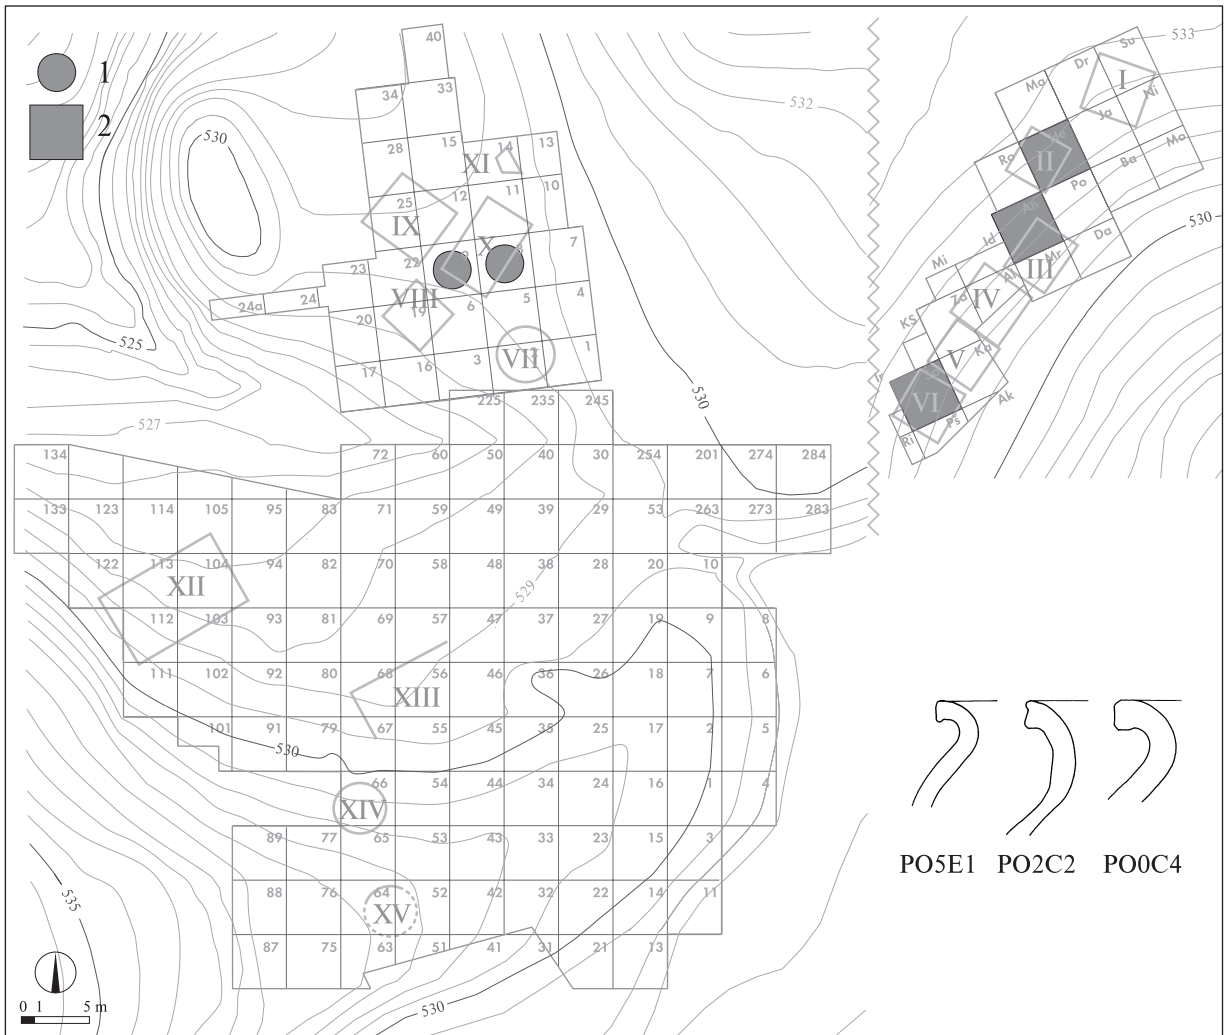 1
2
530
40
34 33
28 15 XI 14 13
25 12 11 10
IX X
23 22 9 8 7
24a 24 VIII
20 19 6 5 4
17 16 3 VII 1
525
527
532
533
530
530
Su
Dr I
Ma Ni
Ja
Ro II Mo
Ba
Po
An
Id Da
Mi Mr
III
IV
KS
V Ka
VI Ak
Ps
Ri
225 235 245
134 72 60 50 40 30 254 201 274 284
133 123 114 105 95 83 71 59 49 39 29 53 263 273 283
122 113 104 94 82 70 58 48 38 28 20 10
XII 529
112 103 93 81 69 57 47 37 27 19 9 8
111 102 92 80 68 56 46 36 26 18 7 6
XIII
101 91 79 67 55 45 35 25 17 2 5
530
66 54 44 34 24 16 1 4
XIV
89 77 65 53 43 33 23 15 3
88 76 64 52 42 32 22 14 11
XV
87 75 63 51 41 31 21 13
535
530
0 1 5 m
PO5E1 PO2C2 PO0C4